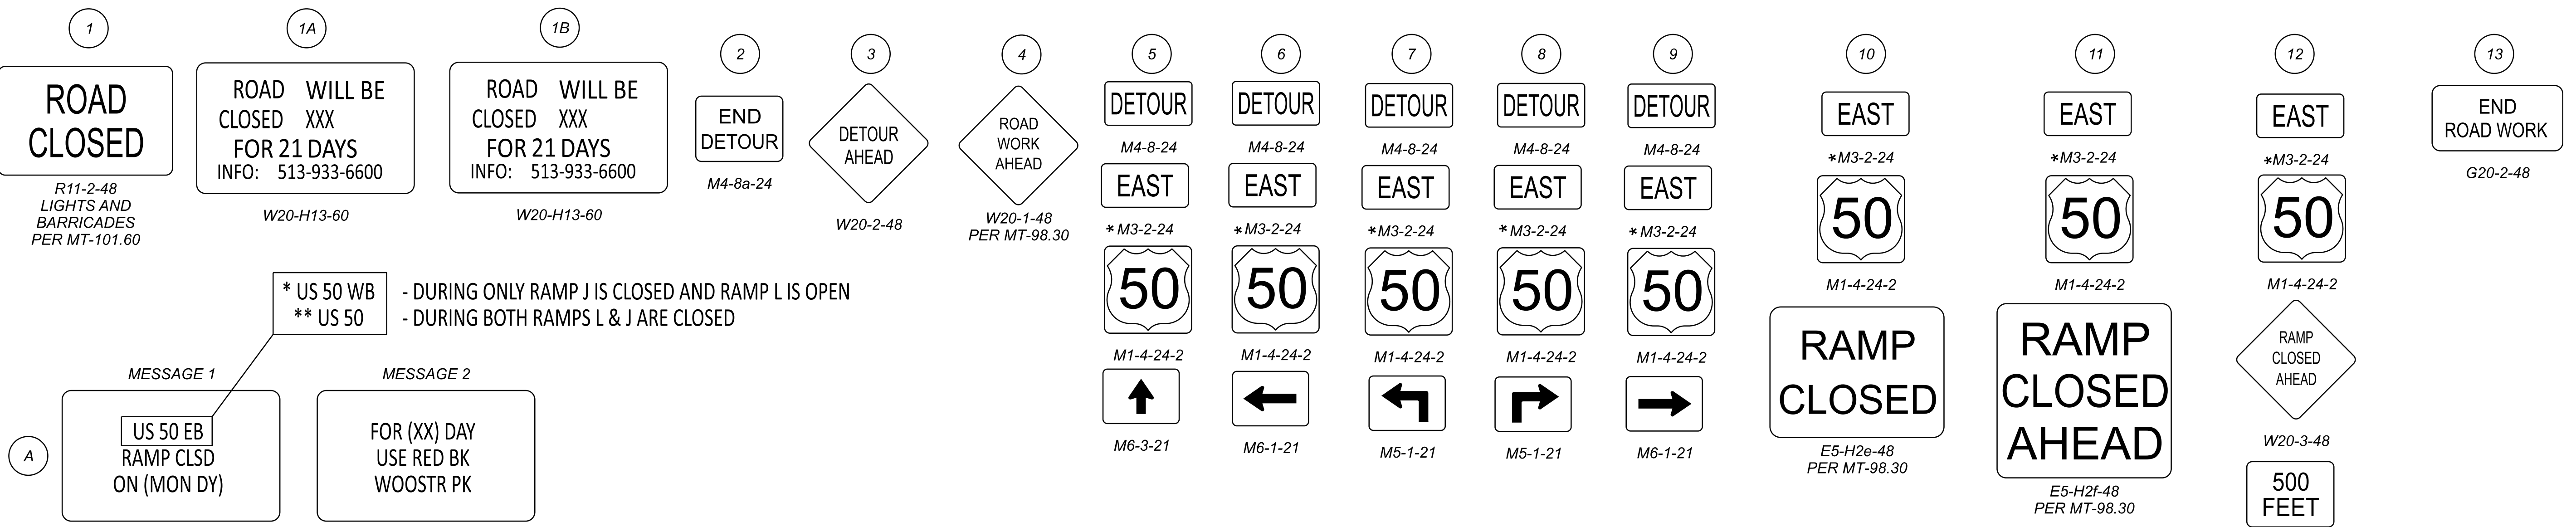 1
ROAD
CLOSED
R11-2-48
LIGHTS AND
BARRICADES
PER MT-101.60
1A
ROAD WILL BE
CLOSED XXX
FOR 21 DAYS
INFO: 513-933-6600
W20-H13-60
1B
ROAD WILL BE
CLOSED XXX
FOR 21 DAYS
INFO: 513-933-6600
W20-H13-60
2
END
DETOUR
M4-8a-24
3
DETOUR
AHEAD
W20-2-48
4
ROAD
WORK
AHEAD
W20-1-48
PER MT-98.30
5
DETOUR
M4-8-24
EAST
*M3-2-24
50
M1-4-24-2
M6-3-21
6
DETOUR
M4-8-24
EAST
*M3-2-24
50
M1-4-24-2
M6-1-21
7
DETOUR
M4-8-24
EAST
*M3-2-24
50
M1-4-24-2
M5-1-21
8
DETOUR
M4-8-24
EAST
*M3-2-24
50
M1-4-24-2
M5-1-21
9
DETOUR
M4-8-24
EAST
*M3-2-24
50
M1-4-24-2
M6-1-21
10
EAST
*M3-2-24
50
M1-4-24-2
RAMP
CLOSED
E5-H2e-48
PER MT-98.30
11
EAST
*M3-2-24
50
M1-4-24-2
RAMP
CLOSED
AHEAD
E5-H2f-48
PER MT-98.30
12
EAST
*M3-2-24
50
M1-4-24-2
RAMP
CLOSED
AHEAD
W20-3-48
500
FEET
13
END
ROAD WORK
G20-2-48
* US 50 WB - DURING ONLY RAMP J IS CLOSED AND RAMP L IS OPEN
** US 50 - DURING BOTH RAMPS L & J ARE CLOSED
A
MESSAGE 1
US 50 EB
RAMP CLSD
ON (MON DY)
MESSAGE 2
FOR (XX) DAY
USE RED BK
WOOSTR PK